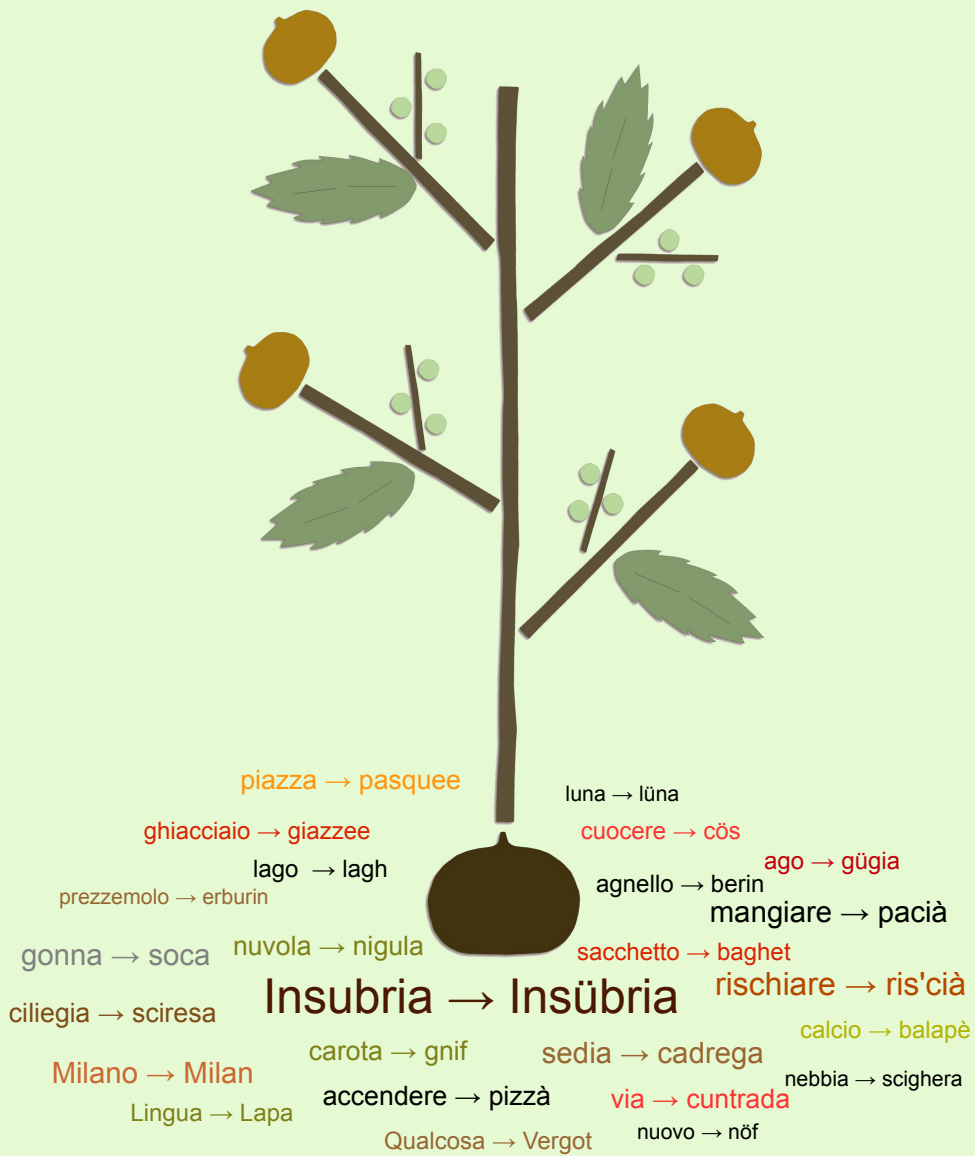 piazza → pasquee
luna → lüna
ghiacciaio → giazzee
cuocere → cös
lago → lagh
ago → gügia
prezzemolo → erburin
agnello → berin
mangiare → pacià
gonna → soca
nuvola → nigula
sacchetto → baghet
Insubria → Insübria
rischiare → ris'cià
ciliegia → sciresa
calcio → balapè
carota → gnif
sedia → cadrega
Milano → Milan
nebbia → scighera
accendere → pizzà
via → cuntrada
Lingua → Lapa
nuovo → nöf
Qualcosa → Vergot